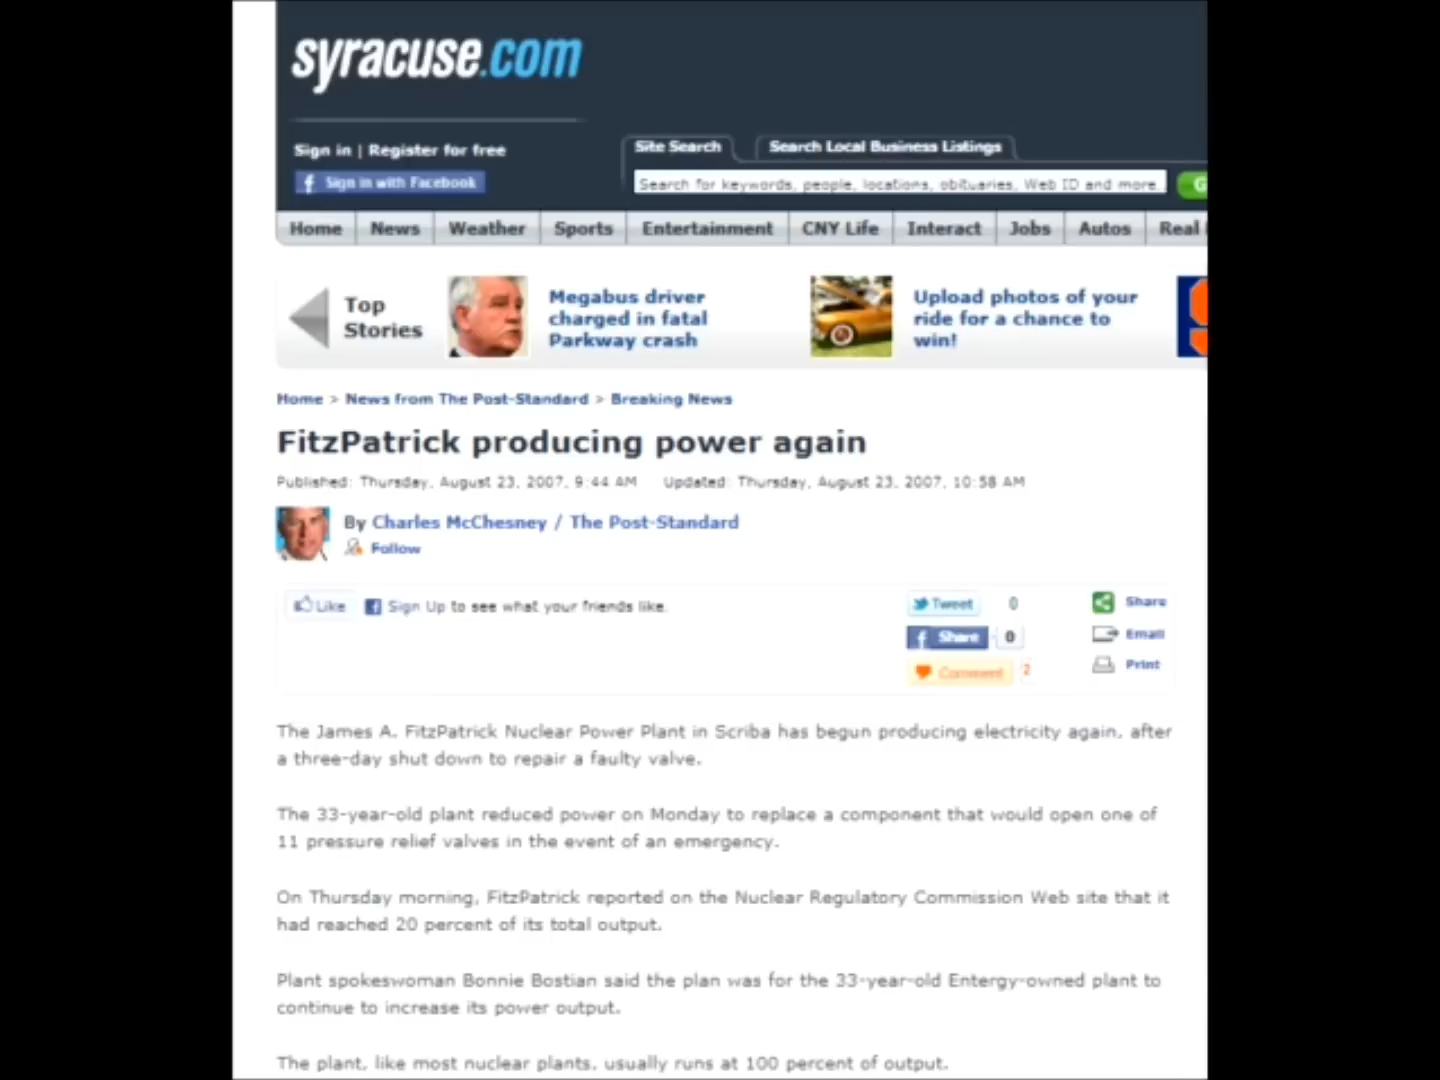 syracuse.com
Sign in | Register for free
Site Search
Search Local Business Listings
Sign in with Facebook
Search for keywords, people, locations, obituaries, Web ID and more.
G
Home News Weather Sports Entertainment CNY Life Interact Jobs Autos Real
Top
Stories
Megabus driver
charged in fatal
Parkway crash
Upload photos of your
ride for a chance to
win!
Home > News from The Post-Standard > Breaking News
FitzPatrick producing power again
Published: Thursday, August 23, 2007, 9:44 AM Updated: Thursday, August 23, 2007, 10:58 AM
By Charles McChesney / The Post-Standard
Follow
Like Sign Up to see what your friends like.
Tweet 0
Share 0
Comment 2
Share
Email
Print
The James A. FitzPatrick Nuclear Power Plant in Scriba has begun producing electricity again, after
a three-day shut down to repair a faulty valve.
The 33-year-old plant reduced power on Monday to replace a component that would open one of
11 pressure relief valves in the event of an emergency.
On Thursday morning, FitzPatrick reported on the Nuclear Regulatory Commission Web site that it
had reached 20 percent of its total output.
Plant spokeswoman Bonnie Bostian said the plan was for the 33-year-old Entergy-owned plant to
continue to increase its power output.
The plant, like most nuclear plants, usually runs at 100 percent of output.